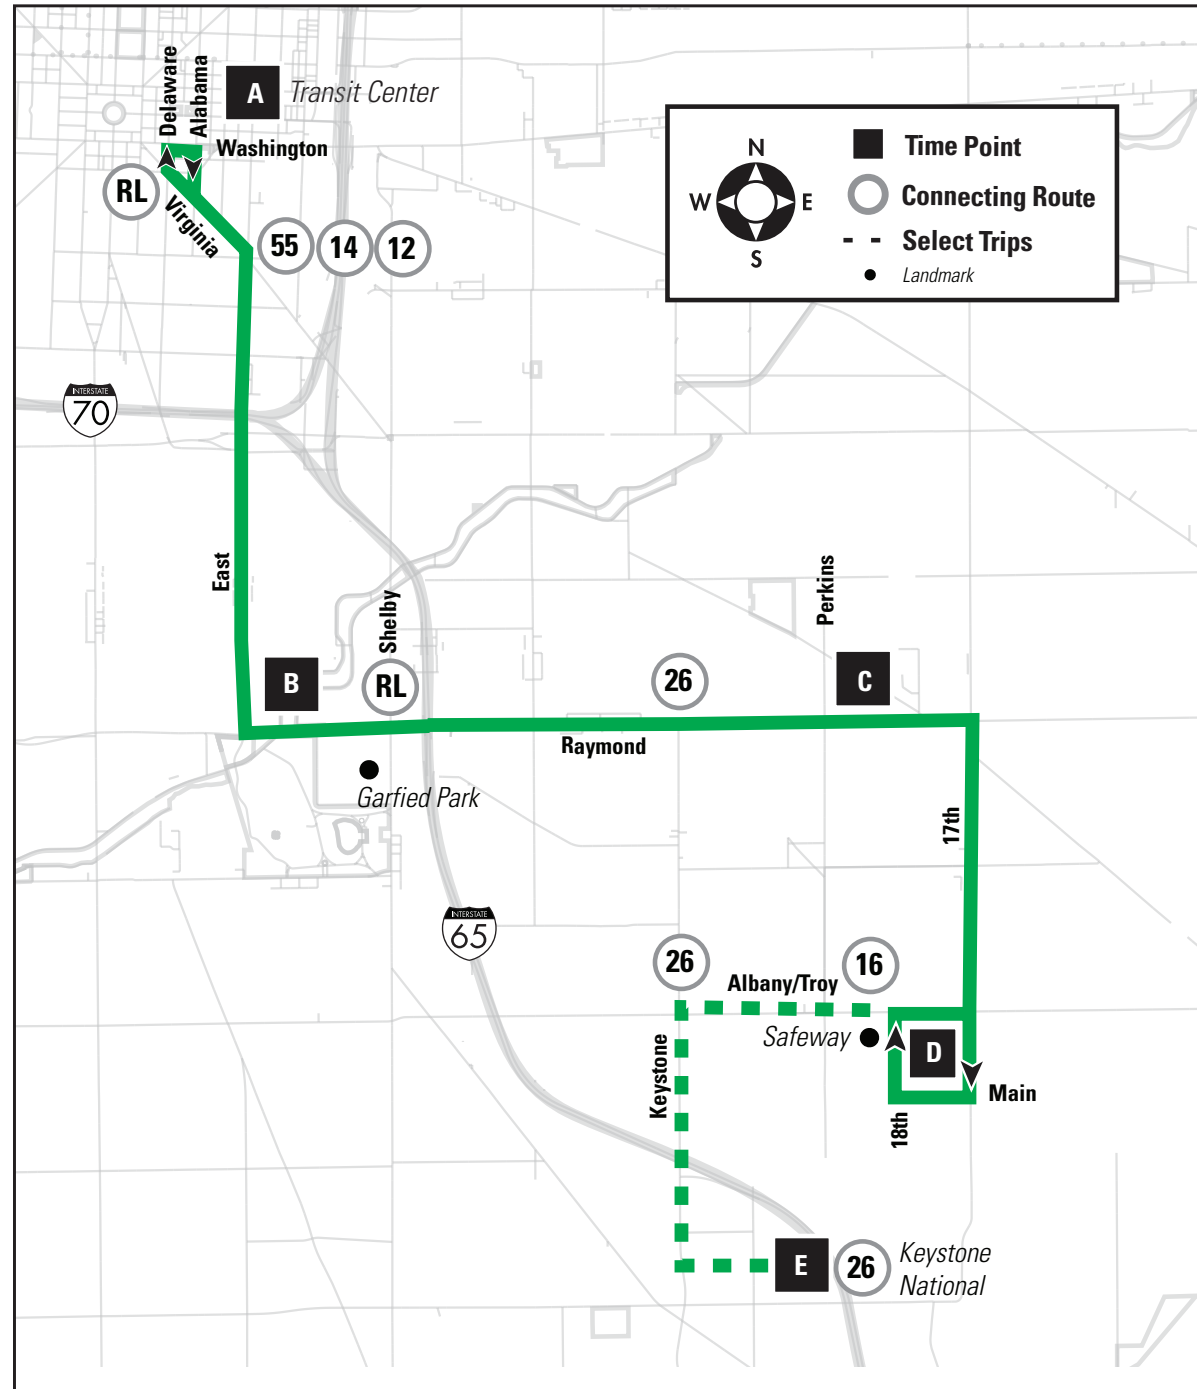 Delaware
Alabama
A
Transit Center
Washington
RL
Virginia
55
14
12
N
W
E
S
Time Point
Connecting Route
Select Trips
Landmark
INTERSTATE
70
East
Shelby
Perkins
B
RL
26
C
Raymond
Garfied Park
17th
INTERSTATE
65
26
Albany/Troy
16
Safeway
D
Keystone
Main
18th
E
26
Keystone
National